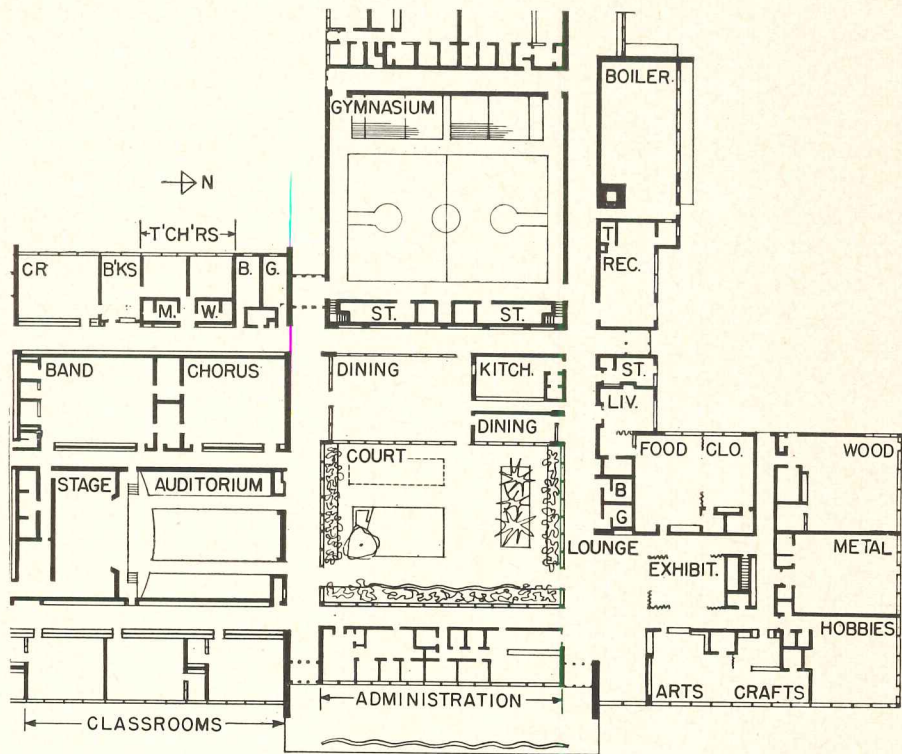 BOILER
GYMNASIUM
N
T'CH'RS
T
REC.
CR
B'KS
B.
G.
M.
W.
ST.
ST.
BAND
CHORUS
DINING
KITCH.
ST.
LIV.
DINING
FOOD
CLO.
WOOD
COURT
STAGE
AUDITORIUM
B
G
LOUNGE
METAL
EXHIBIT.
HOBBIES
ARTS
CRAFTS
ADMINISTRATION
CLASSROOMS